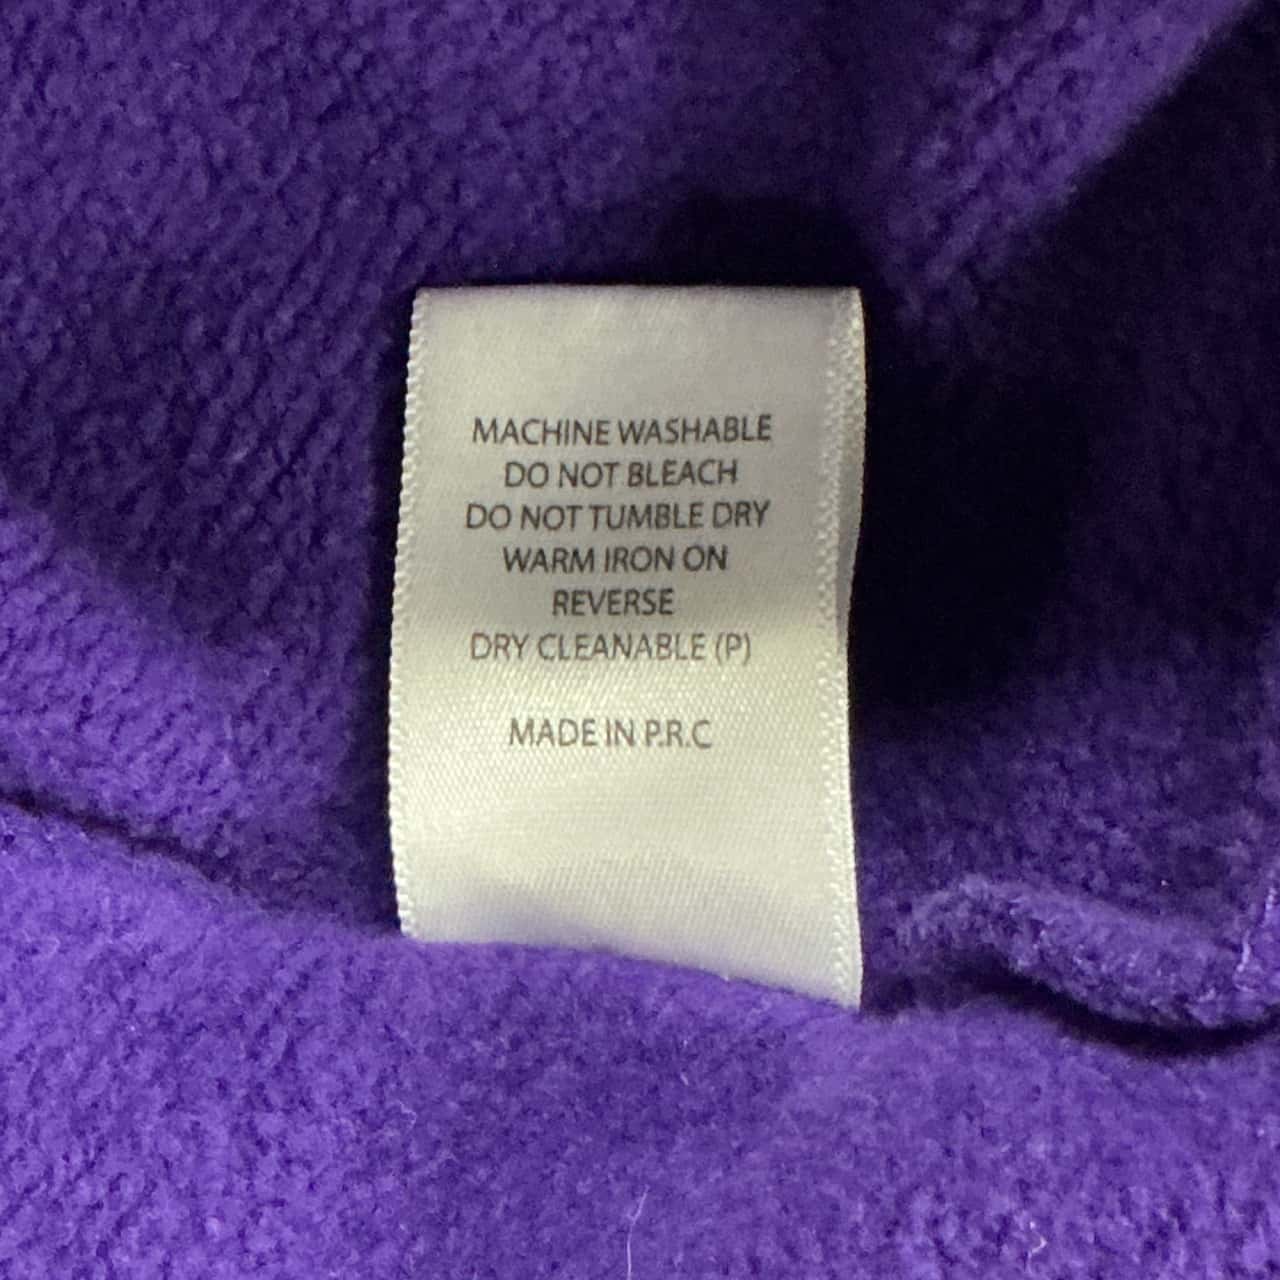 MACHINE WASHABLE
DO NOT BLEACH
DO NOT TUMBLE DRY
WARM IRON ON
REVERSE
DRY CLEANABLE (P)
MADE IN P.R.C